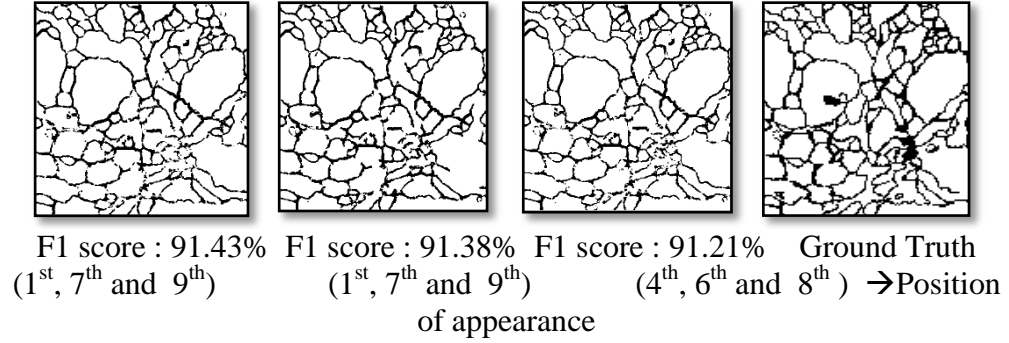 F1 score : 91.43% F1 score : 91.38% F1 score : 91.21% Ground Truth
(1st, 7th and 9th) (1st, 7th and 9th) (4th, 6th and 8th ) →Position
of appearance